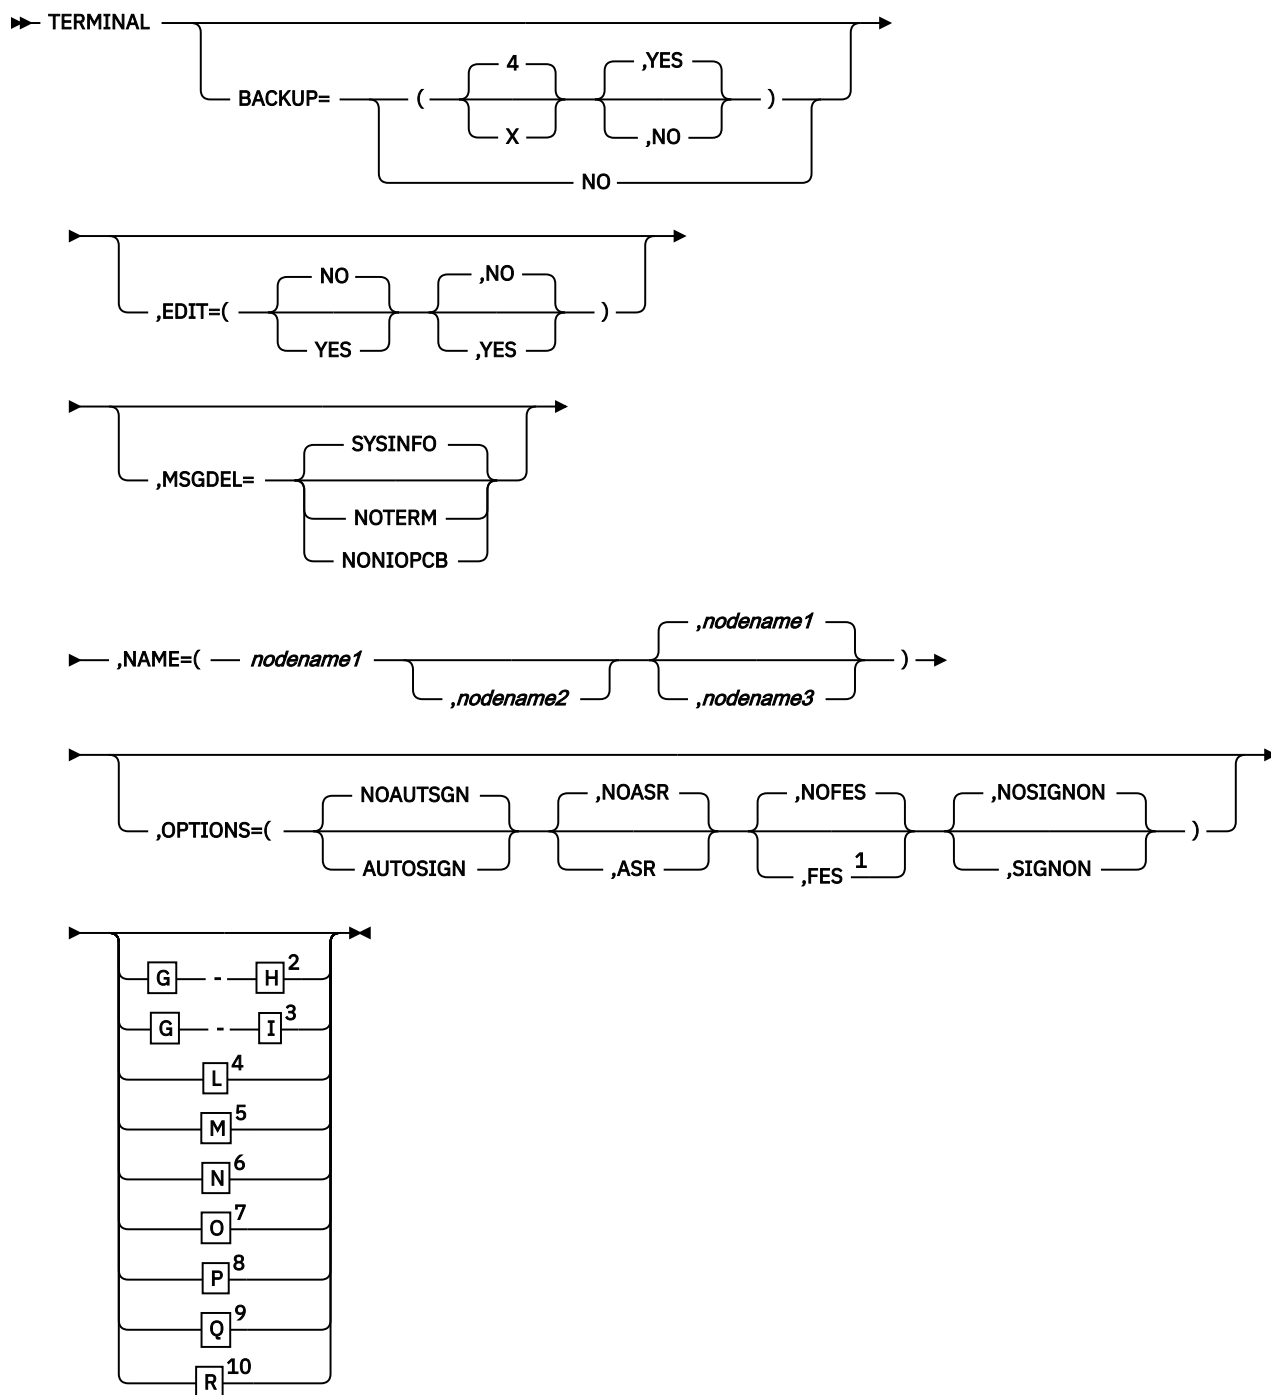 TERMINAL
4 ,YES
BACKUP= ( )
X ,NO
NO
NO ,NO
,EDIT=( )
YES ,YES
SYSINFO
,MSGDEL=
NOTERM
NONIOPCB
,nodename1
,NAME=( nodename1 )
,nodename2 ,nodename3
NOAUTSGN ,NOASR ,NOFES ,NOSIGNON
,OPTIONS=( )
AUTOSIGN ,ASR ,FES 1 ,SIGNON
G - H 2
G - I 3
L 4
M 5
N 6
O 7
P 8
Q 9
R 10